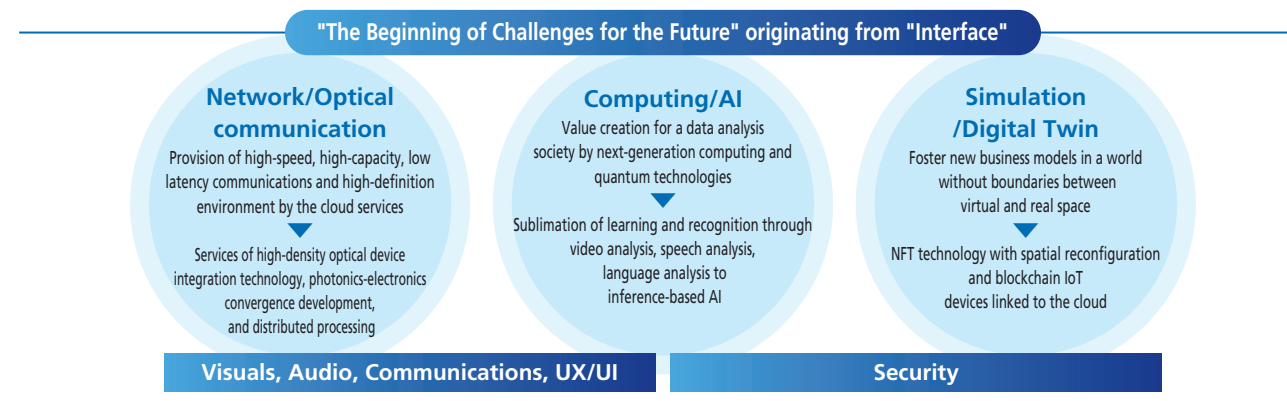 "The Beginning of Challenges for the Future" originating from "Interface"
Network/Optical
communication
Provision of high-speed, high-capacity, low
latency communications and high-definition
environment by the cloud services
Services of high-density optical device
integration technology, photonics-electronics
convergence development,
and distributed processing
Computing/AI
Value creation for a data analysis
society by next-generation computing and
quantum technologies
Sublimation of learning and recognition through
video analysis, speech analysis,
language analysis to
inference-based AI
Simulation
/Digital Twin
Foster new business models in a world
without boundaries between
virtual and real space
NFT technology with spatial reconfiguration
and blockchain IoT
devices linked to the cloud
Visuals, Audio, Communications, UX/UI
Security